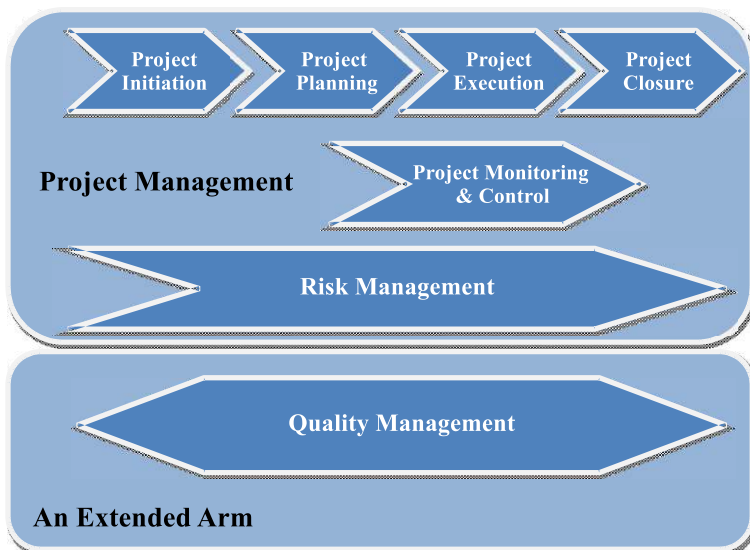 Project
Initiation
Project
Planning
Project
Execution
Project
Closure
Project Management
Project Monitoring
& Control
Risk Management
Quality Management
An Extended Arm